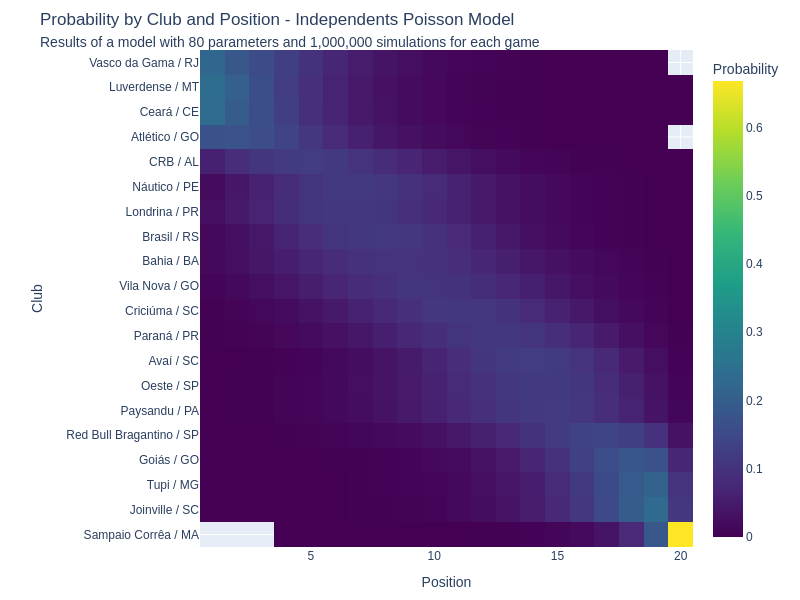 Probability by Club and Position - Independents Poisson Model
Results of a model with 80 parameters and 1,000,000 simulations for each game
Probability
0.6
0.5
0.4
0.3
0.2
0.1
0
Club
Vasco da Gama / RJ
Luverdense / MT
Ceará / CE
Atlético / GO
CRB / AL
Náutico / PE
Londrina / PR
Brasil / RS
Bahia / BA
Vila Nova / GO
Criciúma / SC
Paraná / PR
Avaí / SC
Oeste / SP
Paysandu / PA
Red Bull Bragantino / SP
Goiás / GO
Tupi / MG
Joinville / SC
Sampaio Corrêa / MA
5 10 15 20
Position